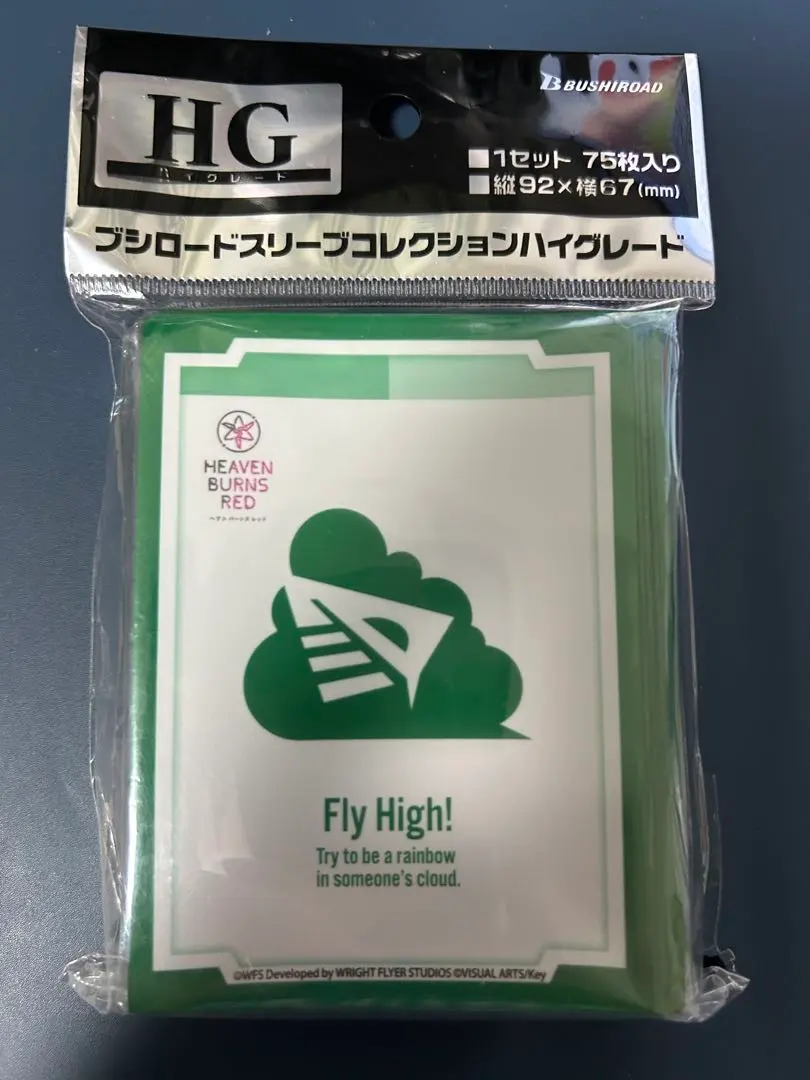 HG
ハイグレード
BUSHIROAD
■1セット 75枚入り
■縦92×横67(mm)
ブシロードスリーブコレクションハイグレード
HEAVEN
BURNS
RED
ヘブンバーンズレッド
Fly High!
Try to be a rainbow
in someone's cloud.
©WFS Developed by WRIGHT FLYER STUDIOS ©VISUAL ARTS/Key